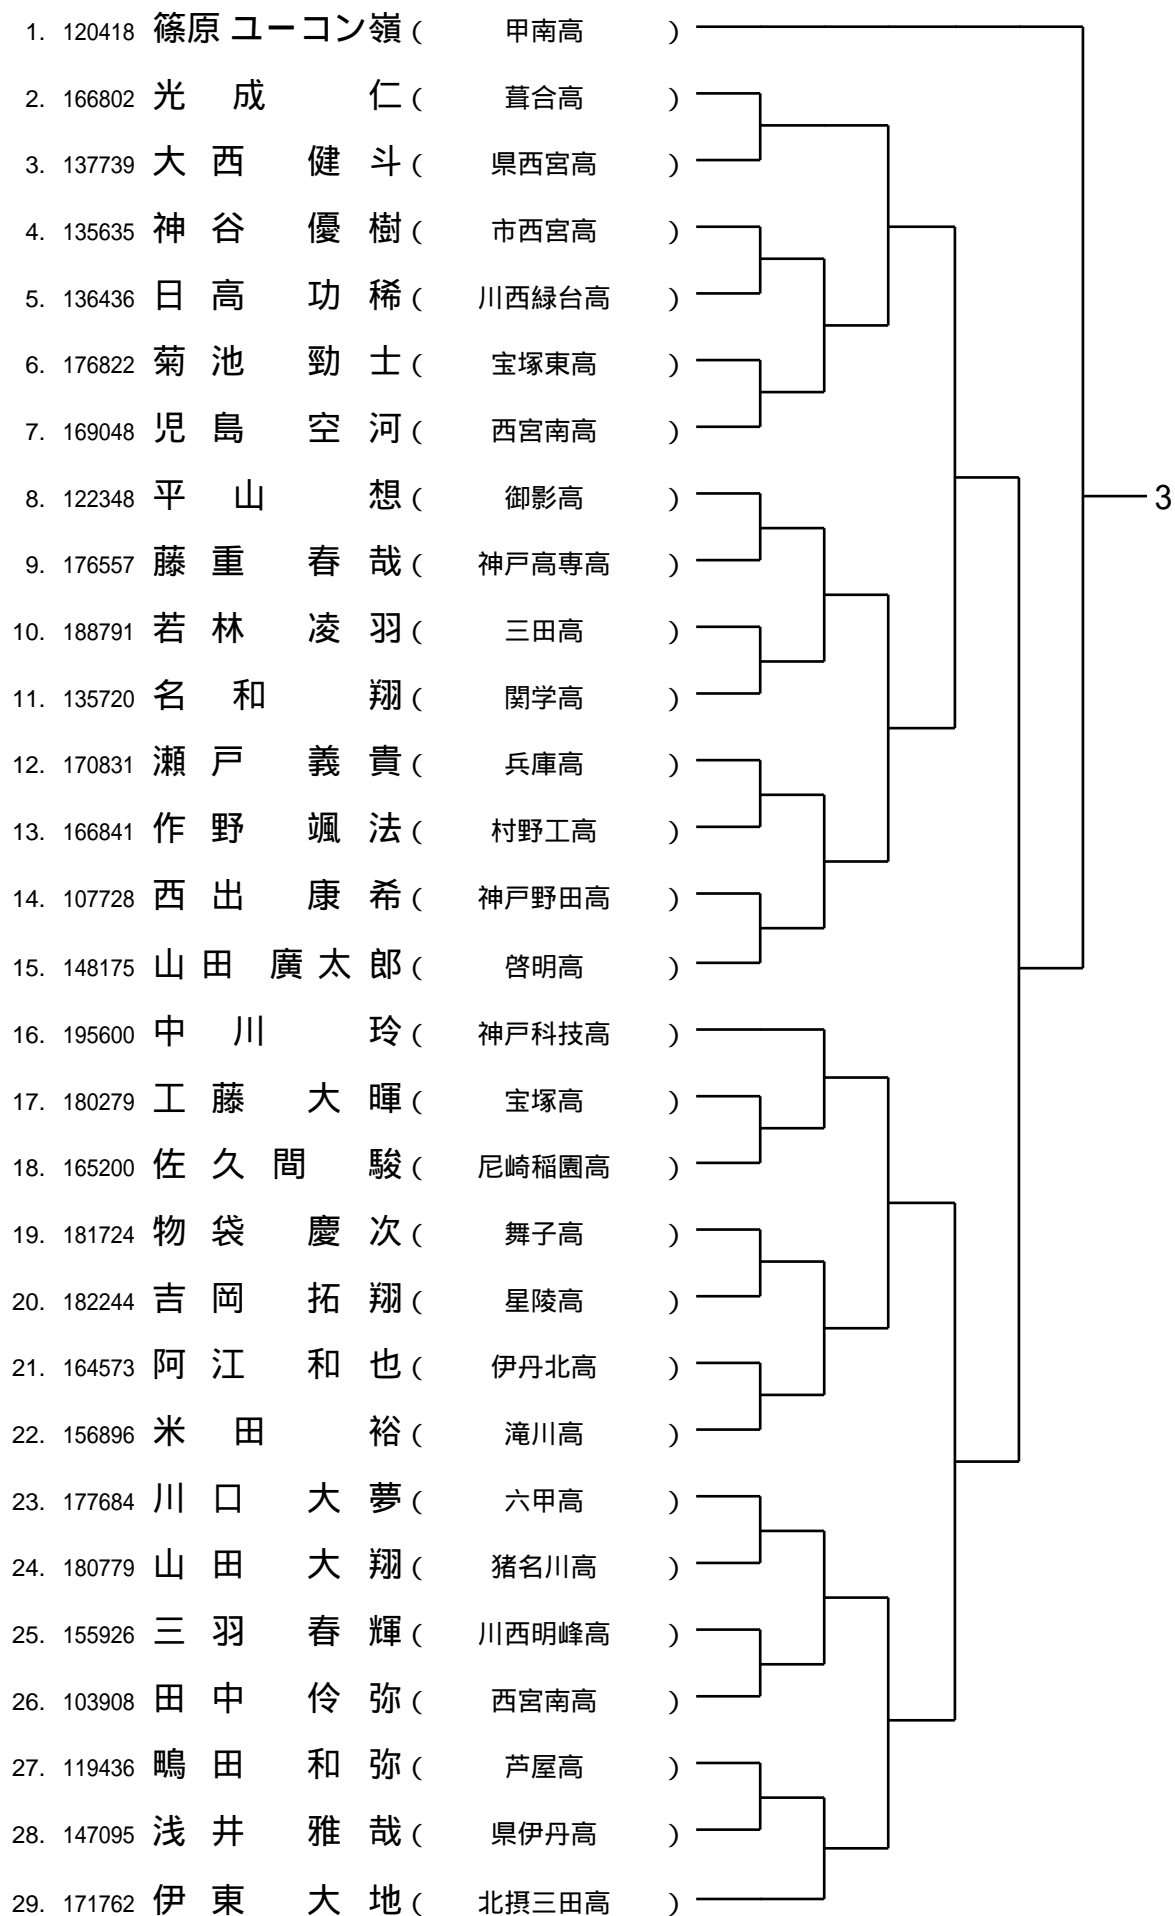 1. 120418 篠原 ユーコン嶺 ( 甲南高 )
2. 166802 光 成 仁 ( 葺合高 )
3. 137739 大 西 健 斗 ( 県西宮高 )
4. 135635 神 谷 優 樹 ( 市西宮高 )
5. 136436 日 高 功 稀 ( 川西緑台高 )
6. 176822 菊 池 勁 士 ( 宝塚東高 )
7. 169048 児 島 空 河 ( 西宮南高 )
8. 122348 平 山 想 ( 御影高 )
3
9. 176557 藤 重 春 哉 ( 神戸高専高 )
10. 188791 若 林 凌 羽 ( 三田高 )
11. 135720 名 和 翔 ( 関学高 )
12. 170831 瀬 戸 義 貴 ( 兵庫高 )
13. 166841 作 野 颯 法 ( 村野工高 )
14. 107728 西 出 康 希 ( 神戸野田高 )
15. 148175 山 田 廣 太 郎 ( 啓明高 )
16. 195600 中 川 玲 ( 神戸科技高 )
17. 180279 工 藤 大 暉 ( 宝塚高 )
18. 165200 佐 久 間 駿 ( 尼崎稲園高 )
19. 181724 物 袋 慶 次 ( 舞子高 )
20. 182244 吉 岡 拓 翔 ( 星陵高 )
21. 164573 阿 江 和 也 ( 伊丹北高 )
22. 156896 米 田 裕 ( 滝川高 )
23. 177684 川 口 大 夢 ( 六甲高 )
24. 180779 山 田 大 翔 ( 猪名川高 )
25. 155926 三 羽 春 輝 ( 川西明峰高 )
26. 103908 田 中 伶 弥 ( 西宮南高 )
27. 119436 鴫 田 和 弥 ( 芦屋高 )
28. 147095 浅 井 雅 哉 ( 県伊丹高 )
29. 171762 伊 東 大 地 ( 北摂三田高 )